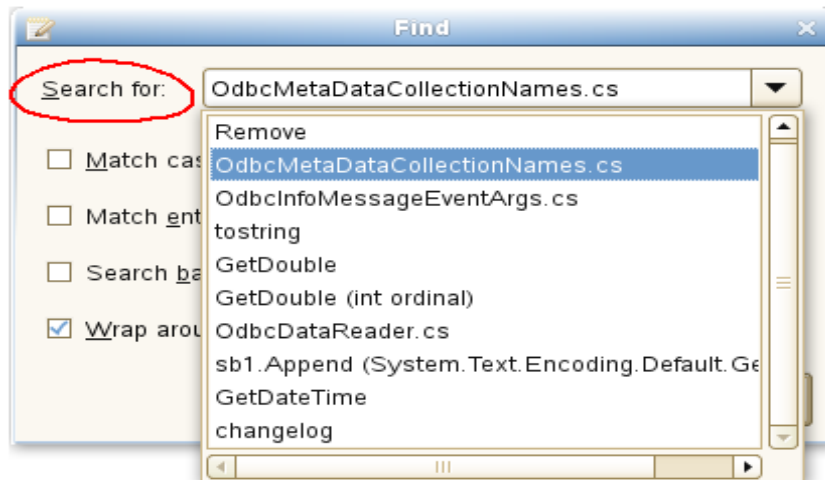 Find
Search for:
OdbcMetaDataCollectionNames.cs
Remove
Match cas
OdbcMetaDataCollectionNames.cs
OdbcInfoMessageEventArgs.cs
Match ent
tostring
GetDouble
Search ba
GetDouble (int ordinal)
OdbcDataReader.cs
Wrap arou
sb1.Append (System.Text.Encoding.Default.Ge
GetDateTime
changelog